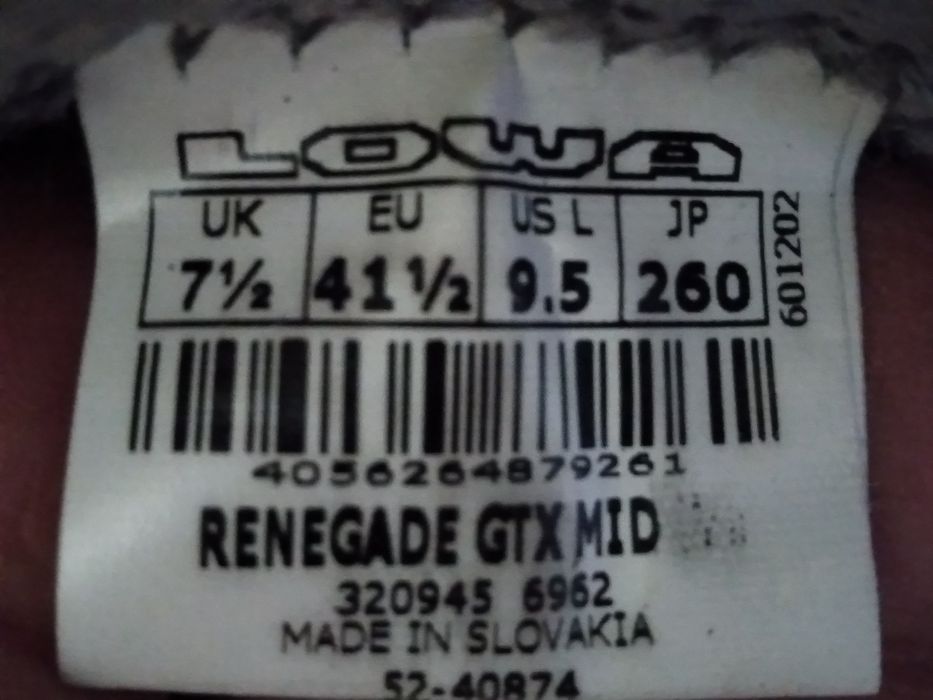 LOWA
UK EU US L JP
7½ 41½ 9.5 260
601202
4056264879261
RENEGADE GTX MID
320945 6962
MADE IN SLOVAKIA
52-40874